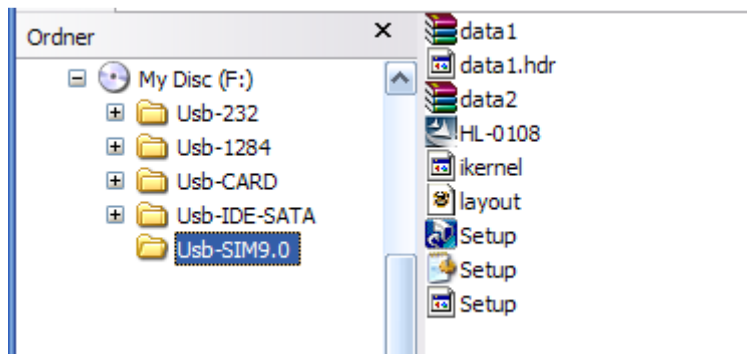 Ordner
My Disc (F:)
Usb-232
Usb-1284
Usb-CARD
Usb-IDE-SATA
Usb-SIM9.0
data1
data1.hdr
data2
HL-0108
ikernel
layout
Setup
Setup
Setup